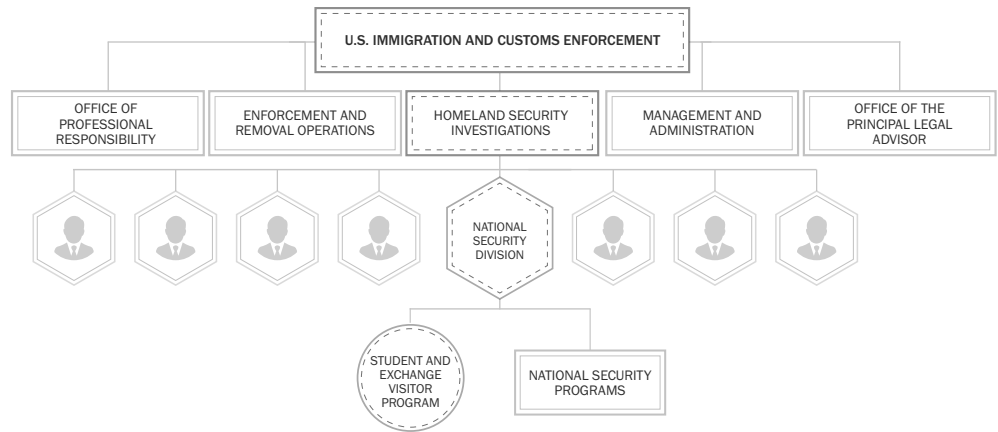 U.S. IMMIGRATION AND CUSTOMS ENFORCEMENT
OFFICE OF
PROFESSIONAL
RESPONSIBILITY
ENFORCEMENT AND
REMOVAL OPERATIONS
HOMELAND SECURITY
INVESTIGATIONS
MANAGEMENT AND
ADMINISTRATION
OFFICE OF THE
PRINCIPAL LEGAL
ADVISOR
NATIONAL
SECURITY
DIVISION
STUDENT AND
EXCHANGE
VISITOR
PROGRAM
NATIONAL SECURITY
PROGRAMS